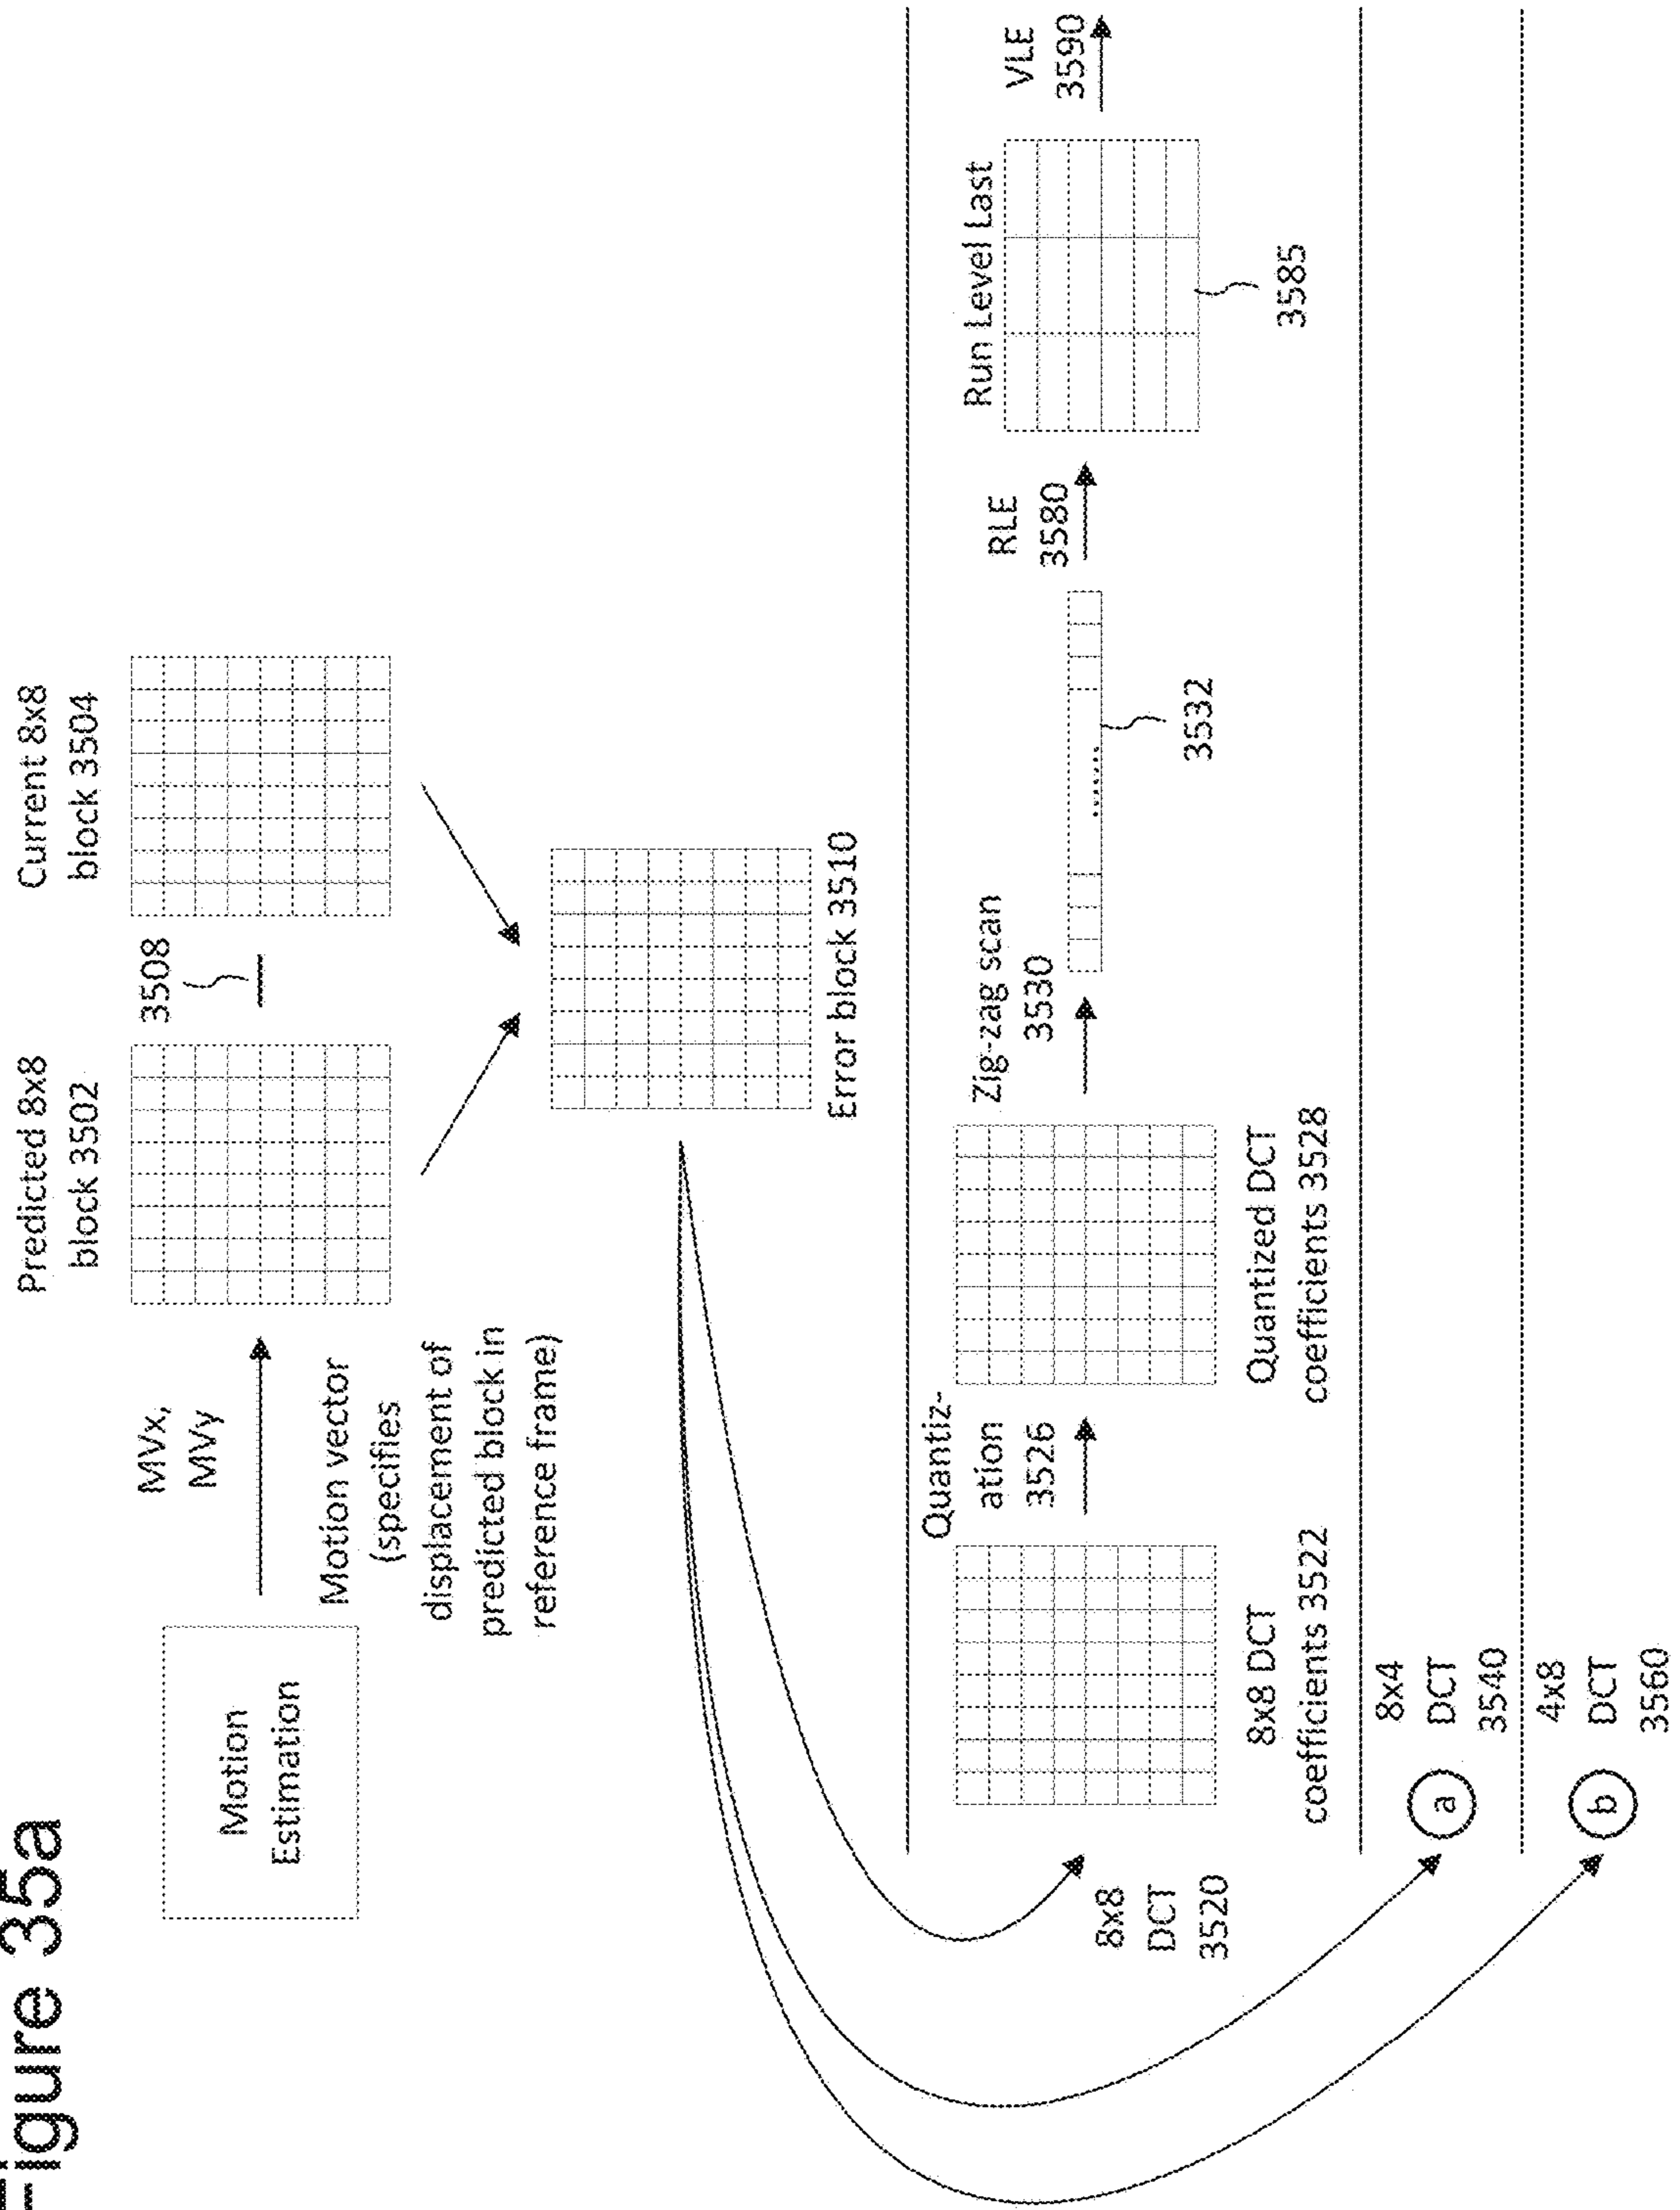 Figure 35a
Motion
Estimation
MVx,
MVy
Motion vector
(specifies
displacement of
predicted block in
reference frame)
Predicted 8x8
block 3502
3508
Current 8x8
block 3504
Error block 3510
8x8
DCT
3520
8x8 DCT
coefficients 3522
Quantiz-
ation
3526
Quantized DCT
coefficients 3528
Zig-zag scan
3530
3532
RLE
3580
Run Level Last
3585
VLE
3590
a
8x4
DCT
3540
b
4x8
DCT
3560